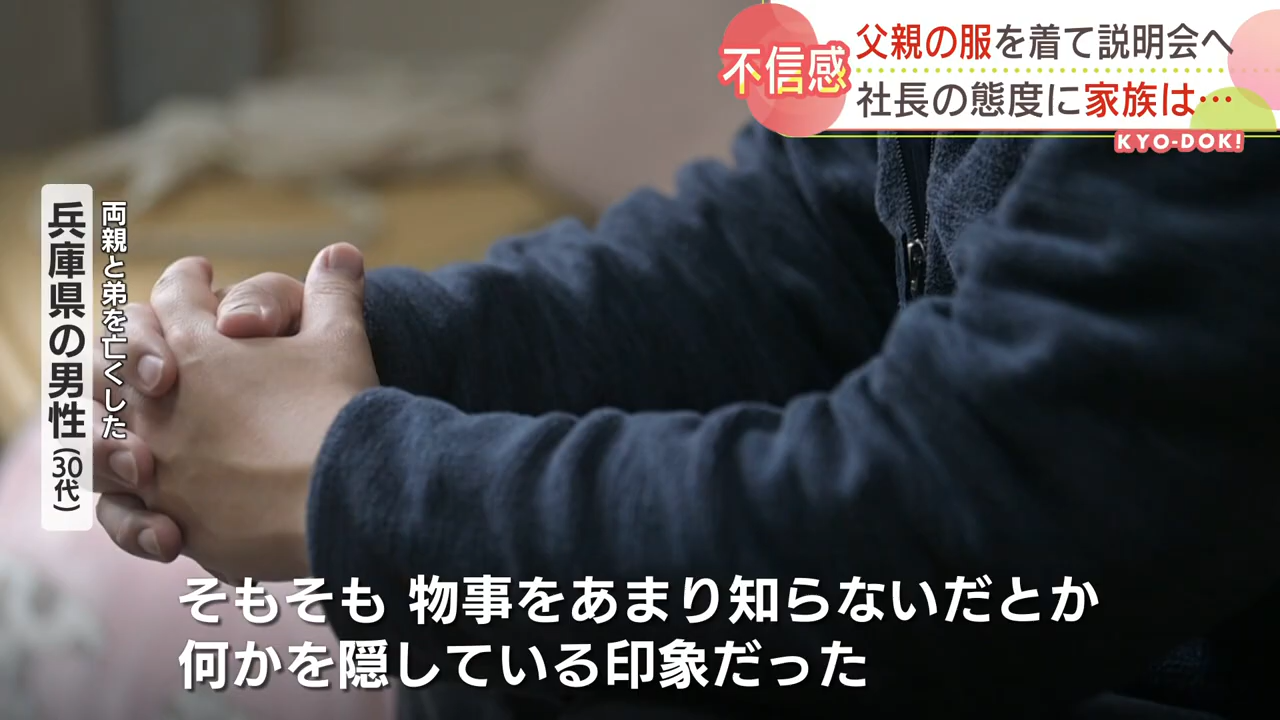 不信感
父親の服を着て説明会へ
社長の態度に家族は…
KYO-DOK!
両親と弟を亡くした
兵庫県の男性(30代)
そもそも 物事をあまり知らないだとか
何かを隠している印象だった